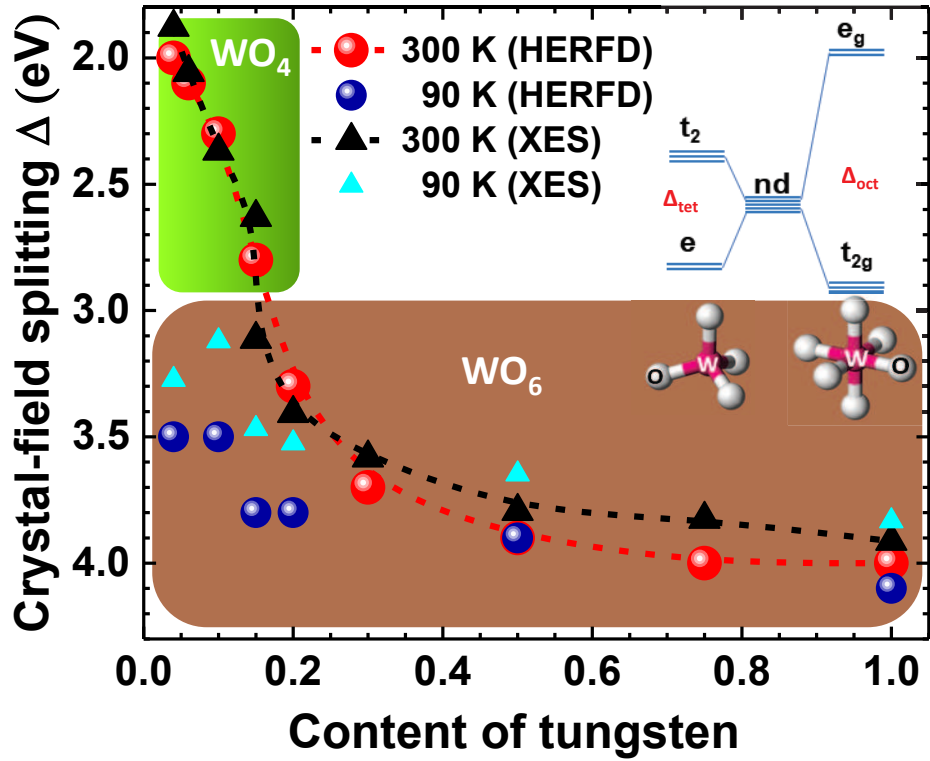 Crystal-field splitting Δ (eV)
2.0
2.5
3.0
3.5
4.0
WO4
300 K (HERFD)
90 K (HERFD)
300 K (XES)
90 K (XES)
eg
t2
nd
Δtet
Δoct
e
t2g
WO6
O
W
W
O
0.0 0.2 0.4 0.6 0.8 1.0
Content of tungsten